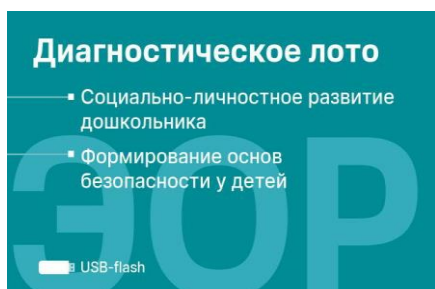 Диагностическое лото
Социально-личностное развитие
дошкольника
Формирование основ
безопасности у детей
ЭОР
USB-flash